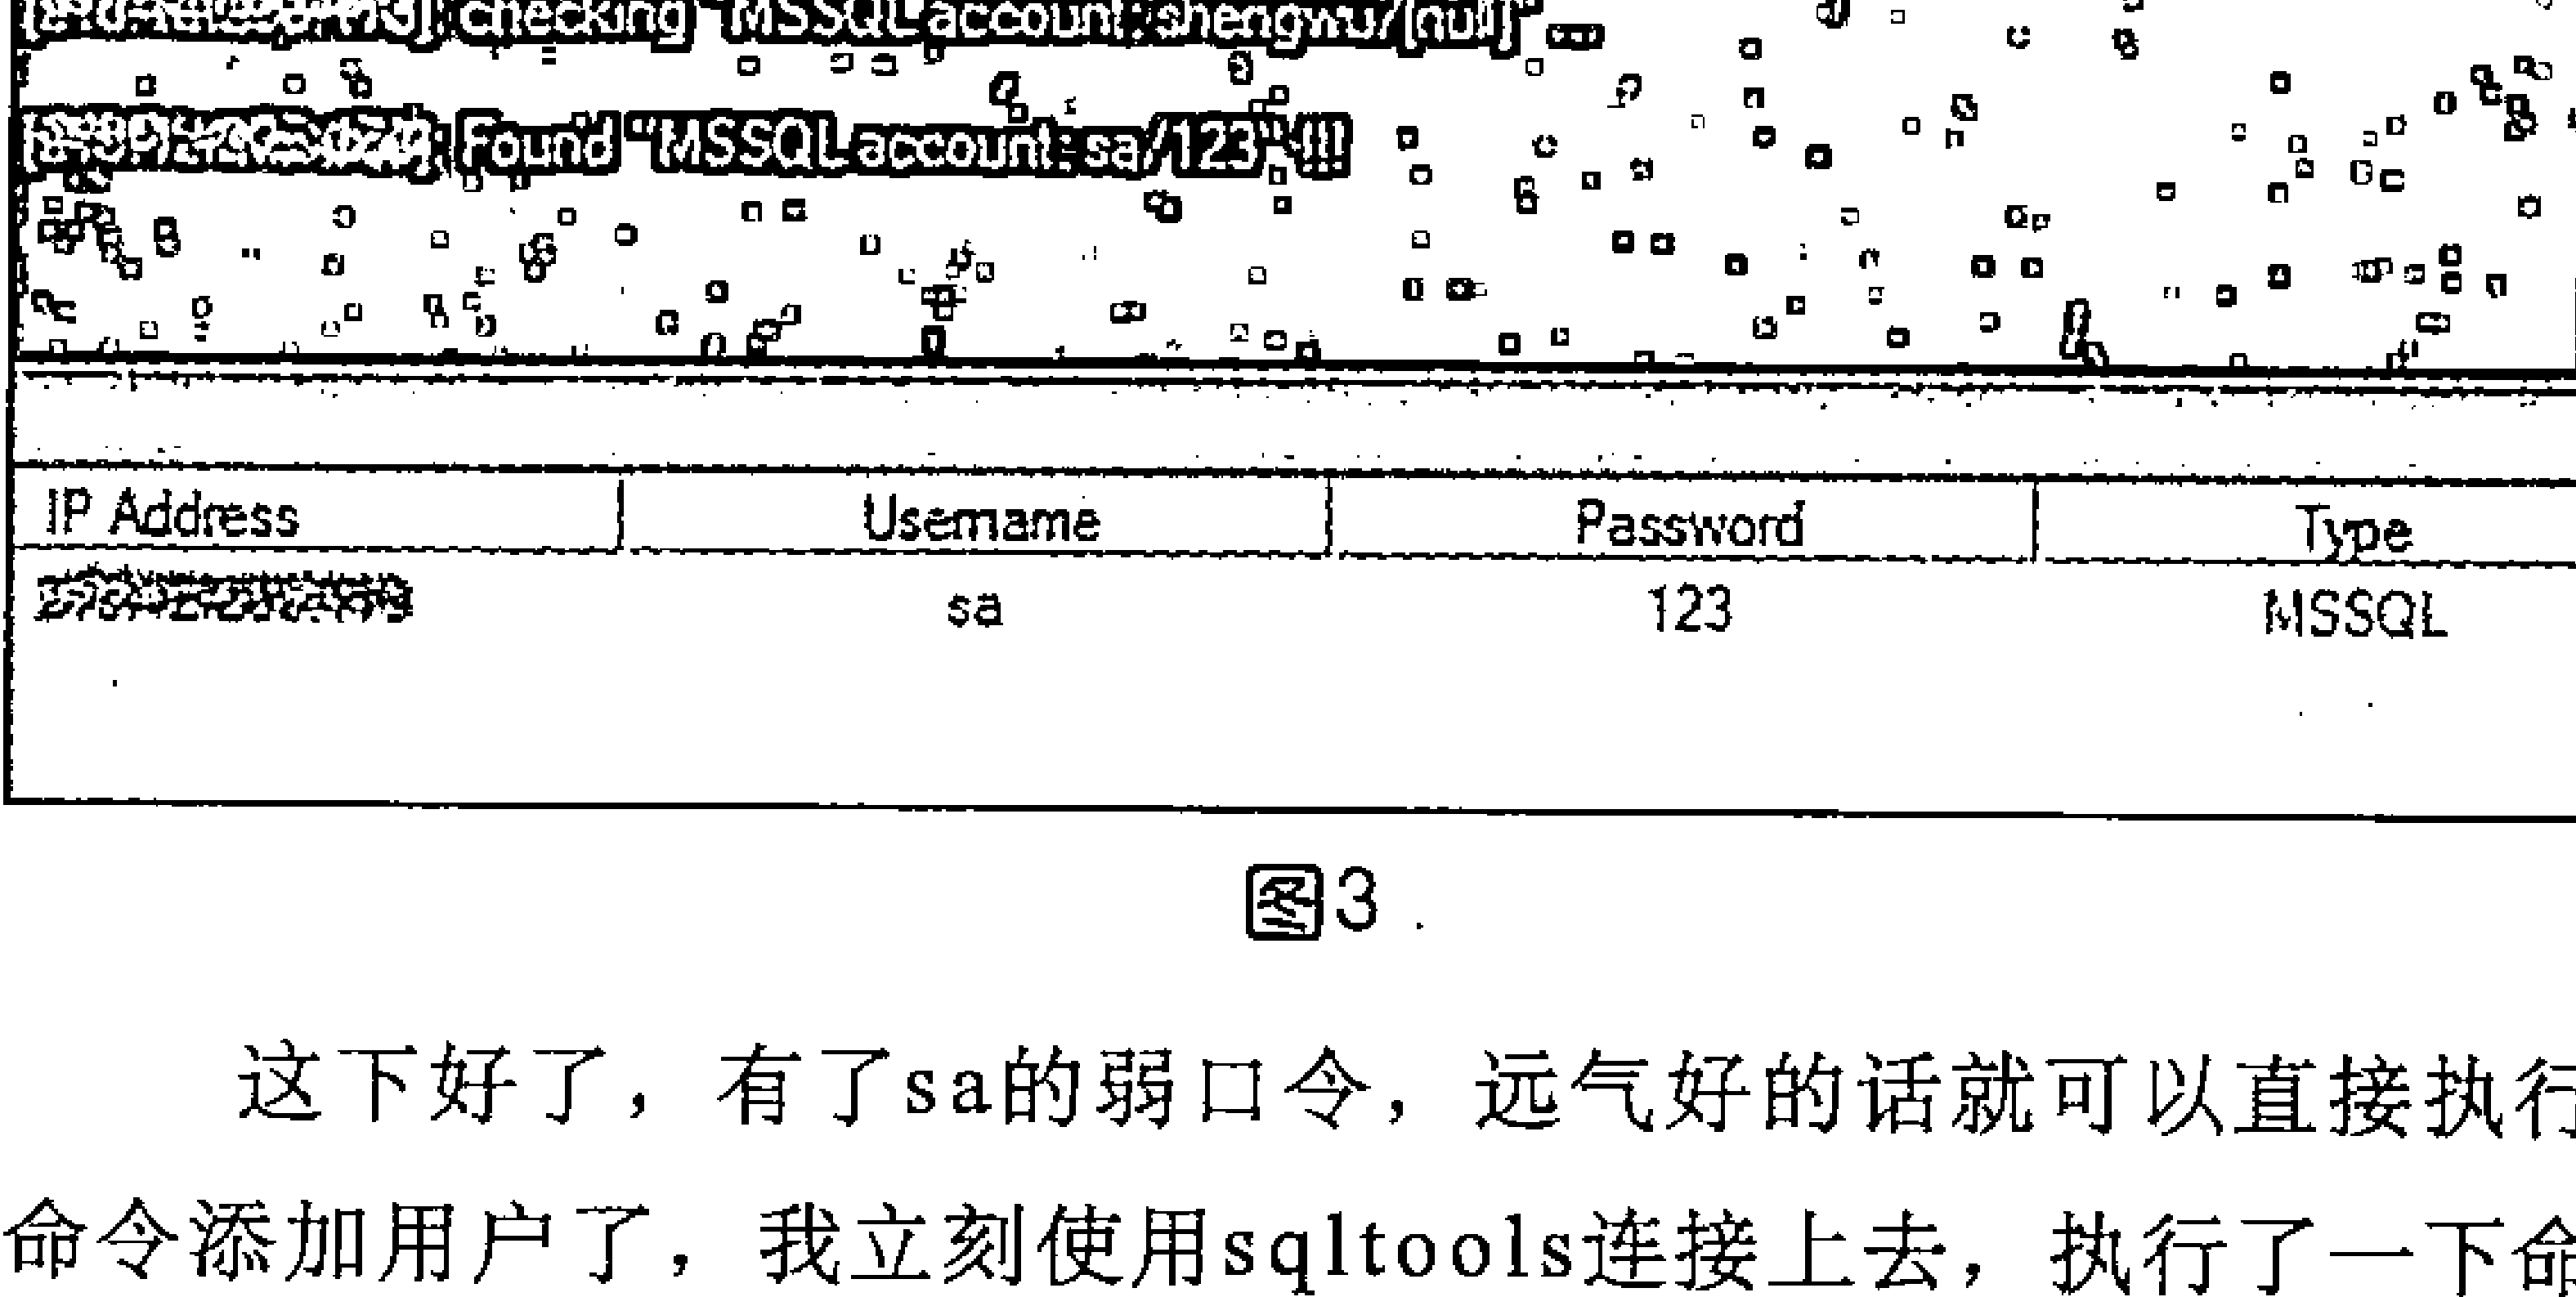 checking "MSSQL account: shengwu/[null]"
Found "MSSQL account: sa/123" !!!
IP Address Username Password Type
sa 123 MSSQL
图3
这下好了，有了sa的弱口令，远气好的话就可以直接执行
命令添加用户了，我立刻使用sqltools连接上去，执行了一下命